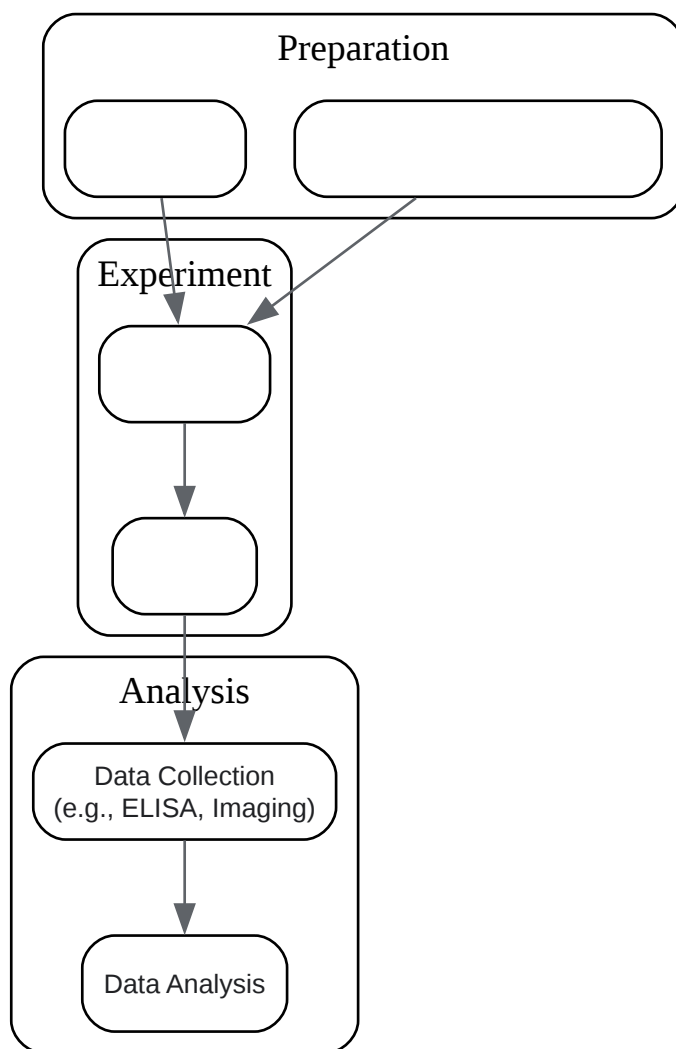 Preparation
Experiment
Analysis
Data Collection
(e.g., ELISA, Imaging)
Data Analysis